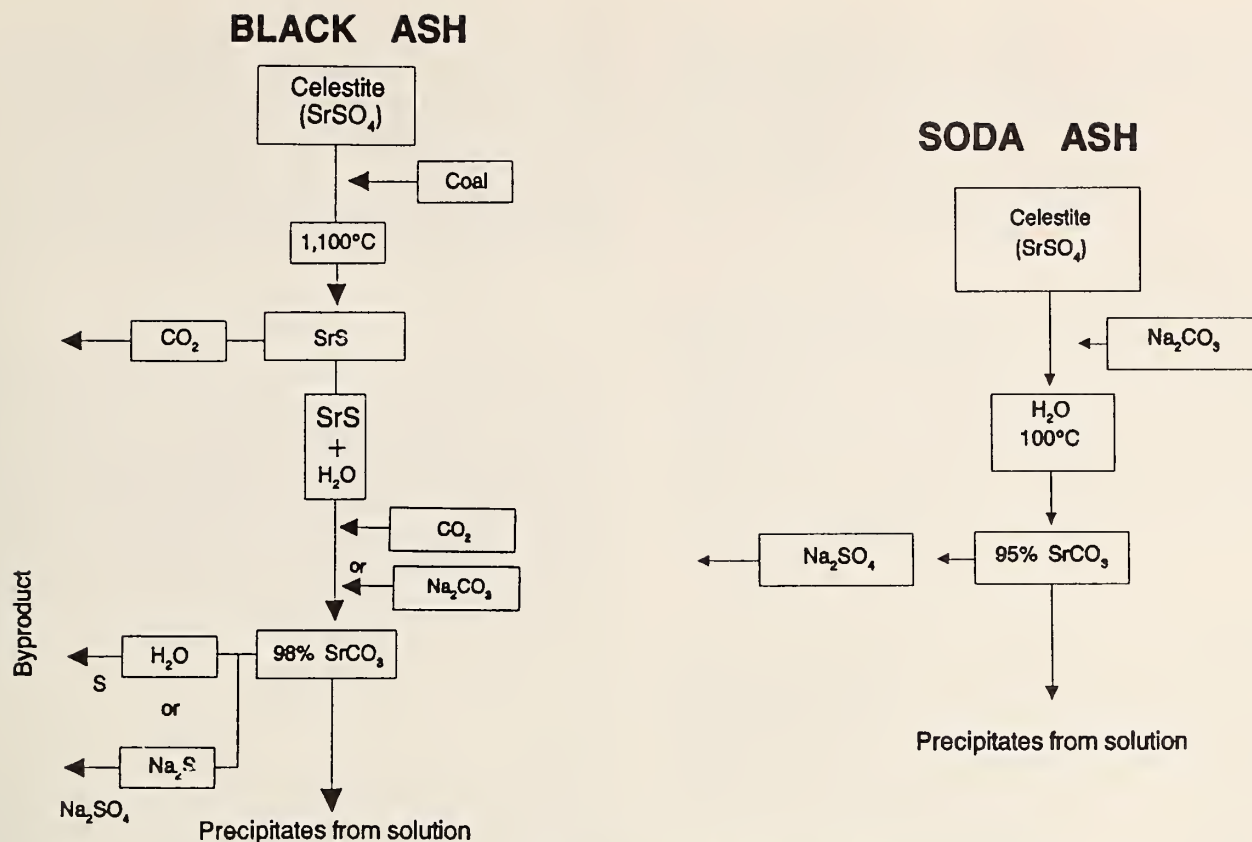 BLACK ASH
Celestite
(SrSO₄)
Coal
1,100°C
CO₂
SrS
SrS
+
H₂O
CO₂
or
Na₂CO₃
98% SrCO₃
H₂O
S
or
Na₂S
Na₂SO₄
Byproduct
Precipitates from solution
SODA ASH
Celestite
(SrSO₄)
Na₂CO₃
H₂O
100°C
95% SrCO₃
Na₂SO₄
Precipitates from solution